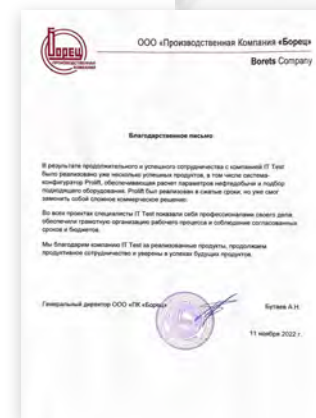 Борец
ПРОИЗВОДСТВЕННАЯ
КОМПАНИЯ
ООО «Производственная Компания «Борец»
Borets Company
Благодарственное письмо
В результате продолжительного и успешного сотрудничества с компанией IT Test
было реализовано уже несколько успешных продуктов, в том числе система-
конфигуратор Prolift, обеспечивающая расчет параметров нефтедобычи и подбор
подходящего оборудования. Prolift был реализован в сжатые сроки, но уже смог
заменить собой сложное коммерческое решение.
Во всех проектах специалисты IT Test показали себя профессионалами своего дела,
обеспечили грамотную организацию рабочего процесса и соблюдение согласованных
сроков и бюджетов.
Мы благодарим компанию IT Test за реализованные продукты, продолжаем
продуктивное сотрудничество и уверены в успехах будущих продуктов.
Генеральный директор ООО «ПК «Борец»
Бутаев А.Н.
11 ноября 2022 г.